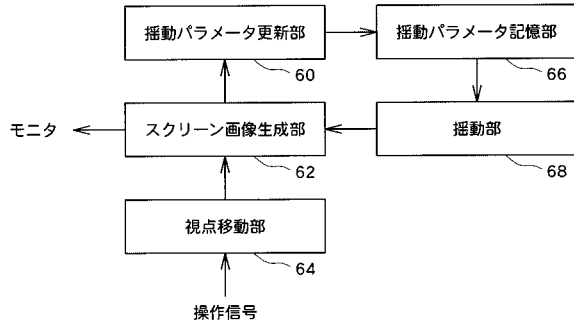 揺動パラメータ更新部
揺動パラメータ記憶部
60
66
モニタ
スクリーン画像生成部
揺動部
62
68
視点移動部
64
操作信号